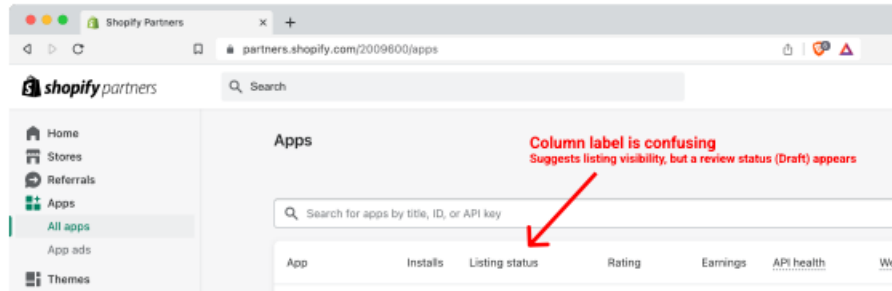 Shopify Partners
partners.shopify.com/2009600/apps
shopify partners
Search
Home
Stores
Referrals
Apps
All apps
App ads
Themes
Apps
Column label is confusing
Suggests listing visibility, but a review status (Draft) appears
Search for apps by title, ID, or API key
App Installs Listing status Rating Earnings API health